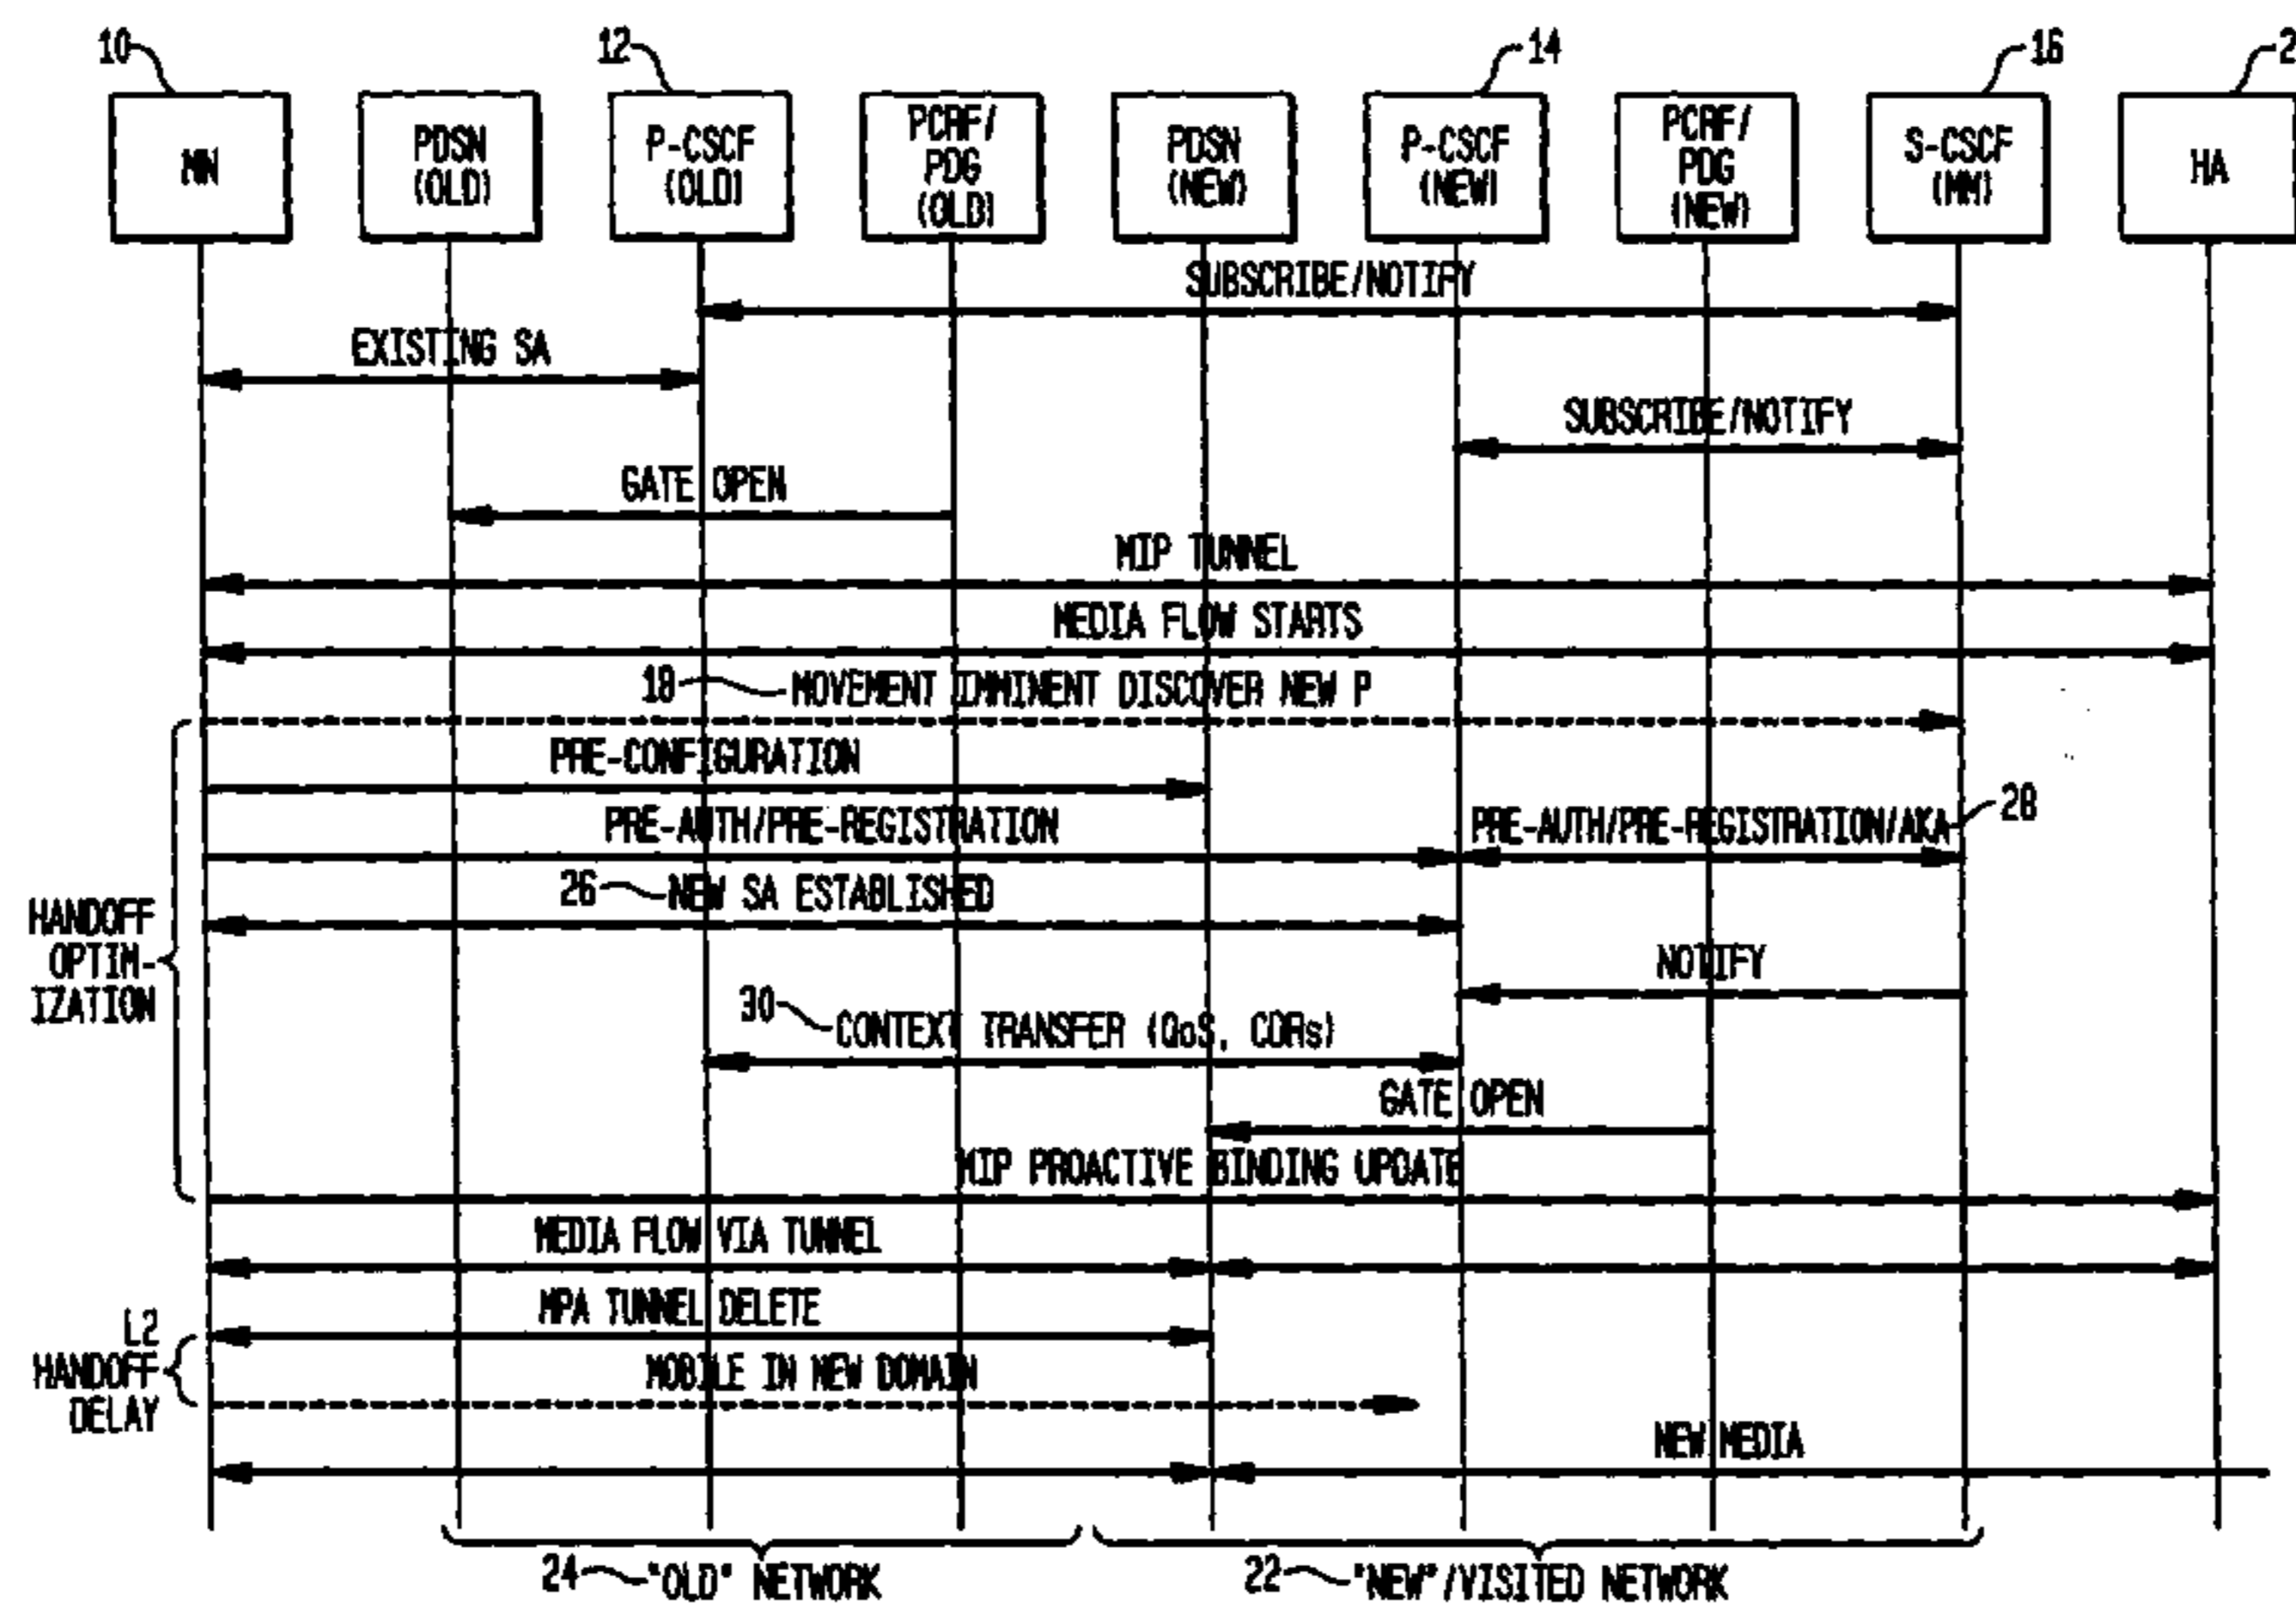 10
12
14
16
2
MN
PDSN
(OLD)
P-CSCF
(OLD)
PCRF/
PDG
(OLD)
PDSN
(NEW)
P-CSCF
(NEW)
PCRF/
PDG
(NEW)
S-CSCF
(MM)
HA
SUBSCRIBE/NOTIFY
EXISTING SA
SUBSCRIBE/NOTIFY
GATE OPEN
MIP TUNNEL
MEDIA FLOW STARTS
18 MOVEMENT IMMINENT DISCOVER NEW P
PRE-CONFIGURATION
PRE-AUTH/PRE-REGISTRATION
PRE-AUTH/PRE-REGISTRATION/AKA 28
26 NEW SA ESTABLISHED
HANDOFF
OPTIM-
IZATION
NOTIFY
30 CONTEXT TRANSFER (QoS, CDRs)
GATE OPEN
MIP PROACTIVE BINDING UPDATE
MEDIA FLOW VIA TUNNEL
MPA TUNNEL DELETE
L2
HANDOFF
DELAY
MOBILE IN NEW DOMAIN
NEW MEDIA
24 "OLD" NETWORK
22 "NEW"/VISITED NETWORK